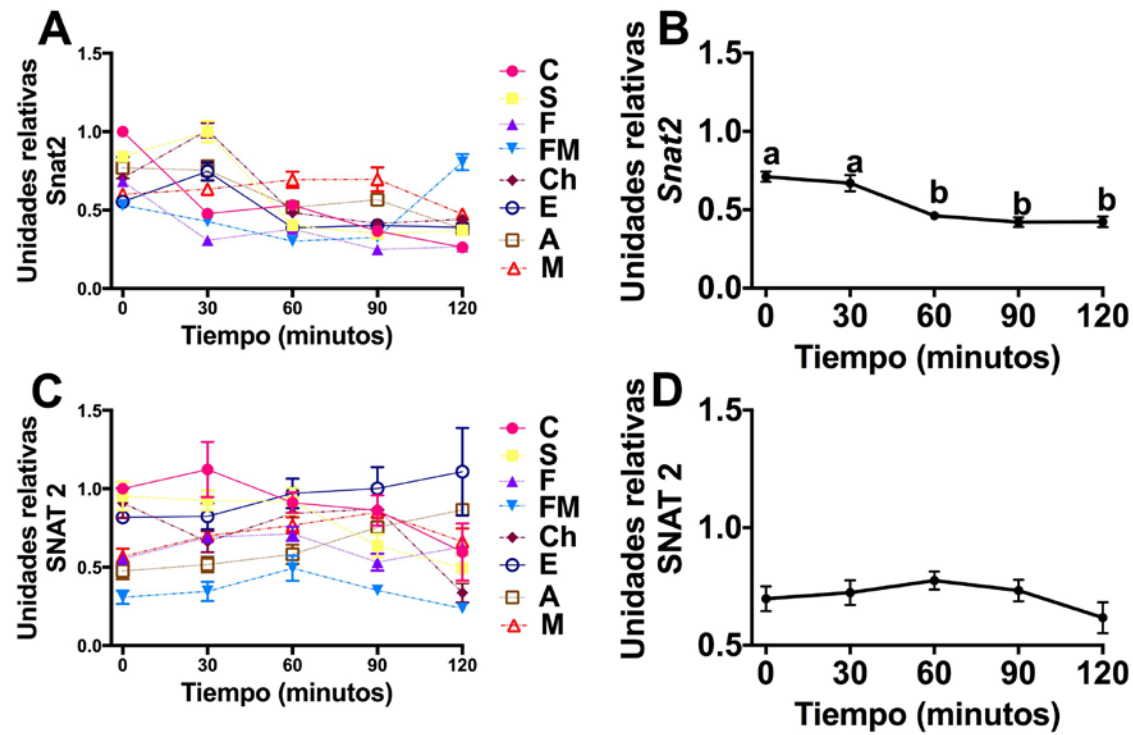 A
Unidades relativas
Snat2
1.5
1.0
0.5
0.0
0 30 60 90 120
Tiempo (minutos)
C
S
F
FM
Ch
E
A
M
B
Unidades relativas
Snat2
1.5
1.0
0.5
0.0
a a b b b
0 30 60 90 120
Tiempo (minutos)
C
Unidades relativas
SNAT 2
1.5
1.0
0.5
0.0
0 30 60 90 120
Tiempo (minutos)
C
S
F
FM
Ch
E
A
M
D
Unidades relativas
SNAT 2
1.5
1.0
0.5
0 30 60 90 120
Tiempo (minutos)